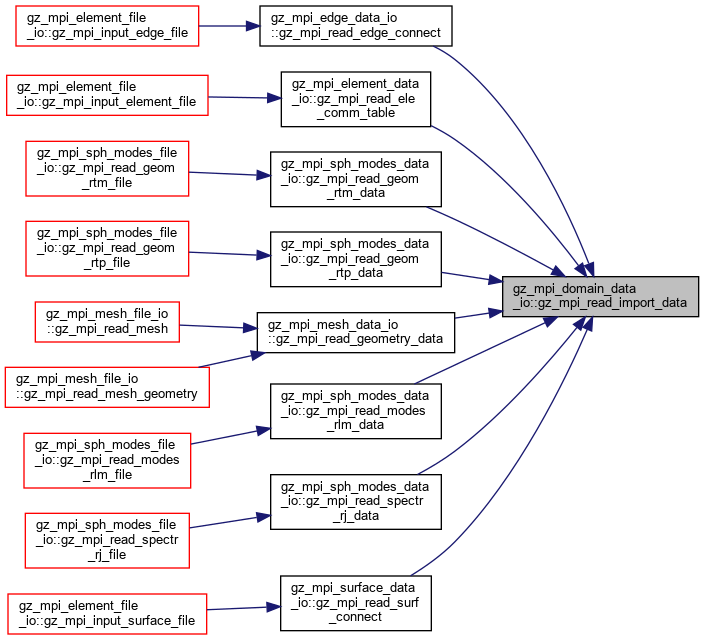 gz_mpi_element_file
_io::gz_mpi_input_edge_file
gz_mpi_edge_data_io
::gz_mpi_read_edge_connect
gz_mpi_element_file
_io::gz_mpi_input_element_file
gz_mpi_element_data
_io::gz_mpi_read_ele
_comm_table
gz_mpi_sph_modes_file
_io::gz_mpi_read_geom
_rtm_file
gz_mpi_sph_modes_data
_io::gz_mpi_read_geom
_rtm_data
gz_mpi_sph_modes_file
_io::gz_mpi_read_geom
_rtp_file
gz_mpi_sph_modes_data
_io::gz_mpi_read_geom
_rtp_data
gz_mpi_domain_data
_io::gz_mpi_read_import_data
gz_mpi_mesh_file_io
::gz_mpi_read_mesh
gz_mpi_mesh_data_io
::gz_mpi_read_geometry_data
gz_mpi_mesh_file_io
::gz_mpi_read_mesh_geometry
gz_mpi_sph_modes_data
_io::gz_mpi_read_modes
_rlm_data
gz_mpi_sph_modes_file
_io::gz_mpi_read_modes
_rlm_file
gz_mpi_sph_modes_data
_io::gz_mpi_read_spectr
_rj_data
gz_mpi_sph_modes_file
_io::gz_mpi_read_spectr
_rj_file
gz_mpi_surface_data
_io::gz_mpi_read_surf
_connect
gz_mpi_element_file
_io::gz_mpi_input_surface_file